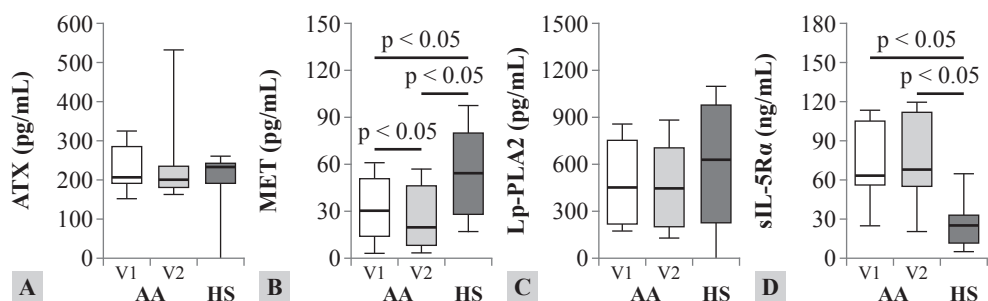 ATX (pg/mL)
600
500
400
300
200
100
0
V1
V2
AA
HS
A
MET (pg/mL)
150
120
90
60
30
0
p < 0.05
p < 0.05
p < 0.05
V1
V2
AA
HS
B
Lp-PLA2 (pg/mL)
1500
1200
900
600
300
0
V1
V2
AA
HS
C
sIL-5Rα (ng/mL)
180
150
120
90
60
30
0
p < 0.05
p < 0.05
V1
V2
AA
HS
D